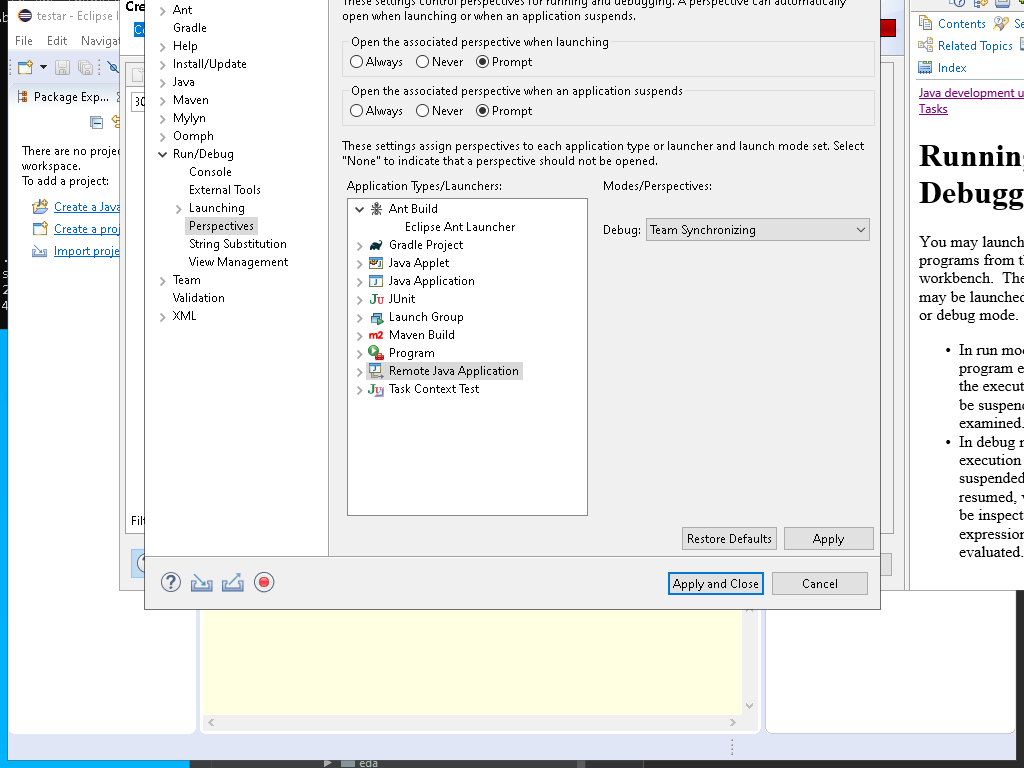 testar - Eclipse I
File Edit Navigat
Package Exp...
There are no proje
workspace.
To add a project:
Create a Java
Create a proj
Import proje
Cre
30
Filt
Ant
Gradle
Help
Install/Update
Java
Maven
Mylyn
Oomph
Run/Debug
Console
External Tools
Launching
Perspectives
String Substitution
View Management
Team
Validation
XML
These settings control perspectives for running and debugging. A perspective can automatically
open when launching or when an application suspends.
Open the associated perspective when launching
Always Never Prompt
Open the associated perspective when an application suspends
Always Never Prompt
These settings assign perspectives to each application type or launcher and launch mode set. Select
"None" to indicate that a perspective should not be opened.
Application Types/Launchers:
Modes/Perspectives:
Ant Build
Eclipse Ant Launcher
Gradle Project
Java Applet
Java Application
JUnit
Launch Group
Maven Build
Program
Remote Java Application
Task Context Test
Debug: Team Synchronizing
Restore Defaults Apply
Apply and Close Cancel
Contents Se
Related Topics
Index
Java development u
Tasks
Running
Debugg
You may launch
programs from th
workbench. The
may be launched
or debug mode.
• In run mod
program e
the execut
be suspend
examined.
• In debug m
execution
suspended
resumed, v
be inspect
expression
evaluated.
eda